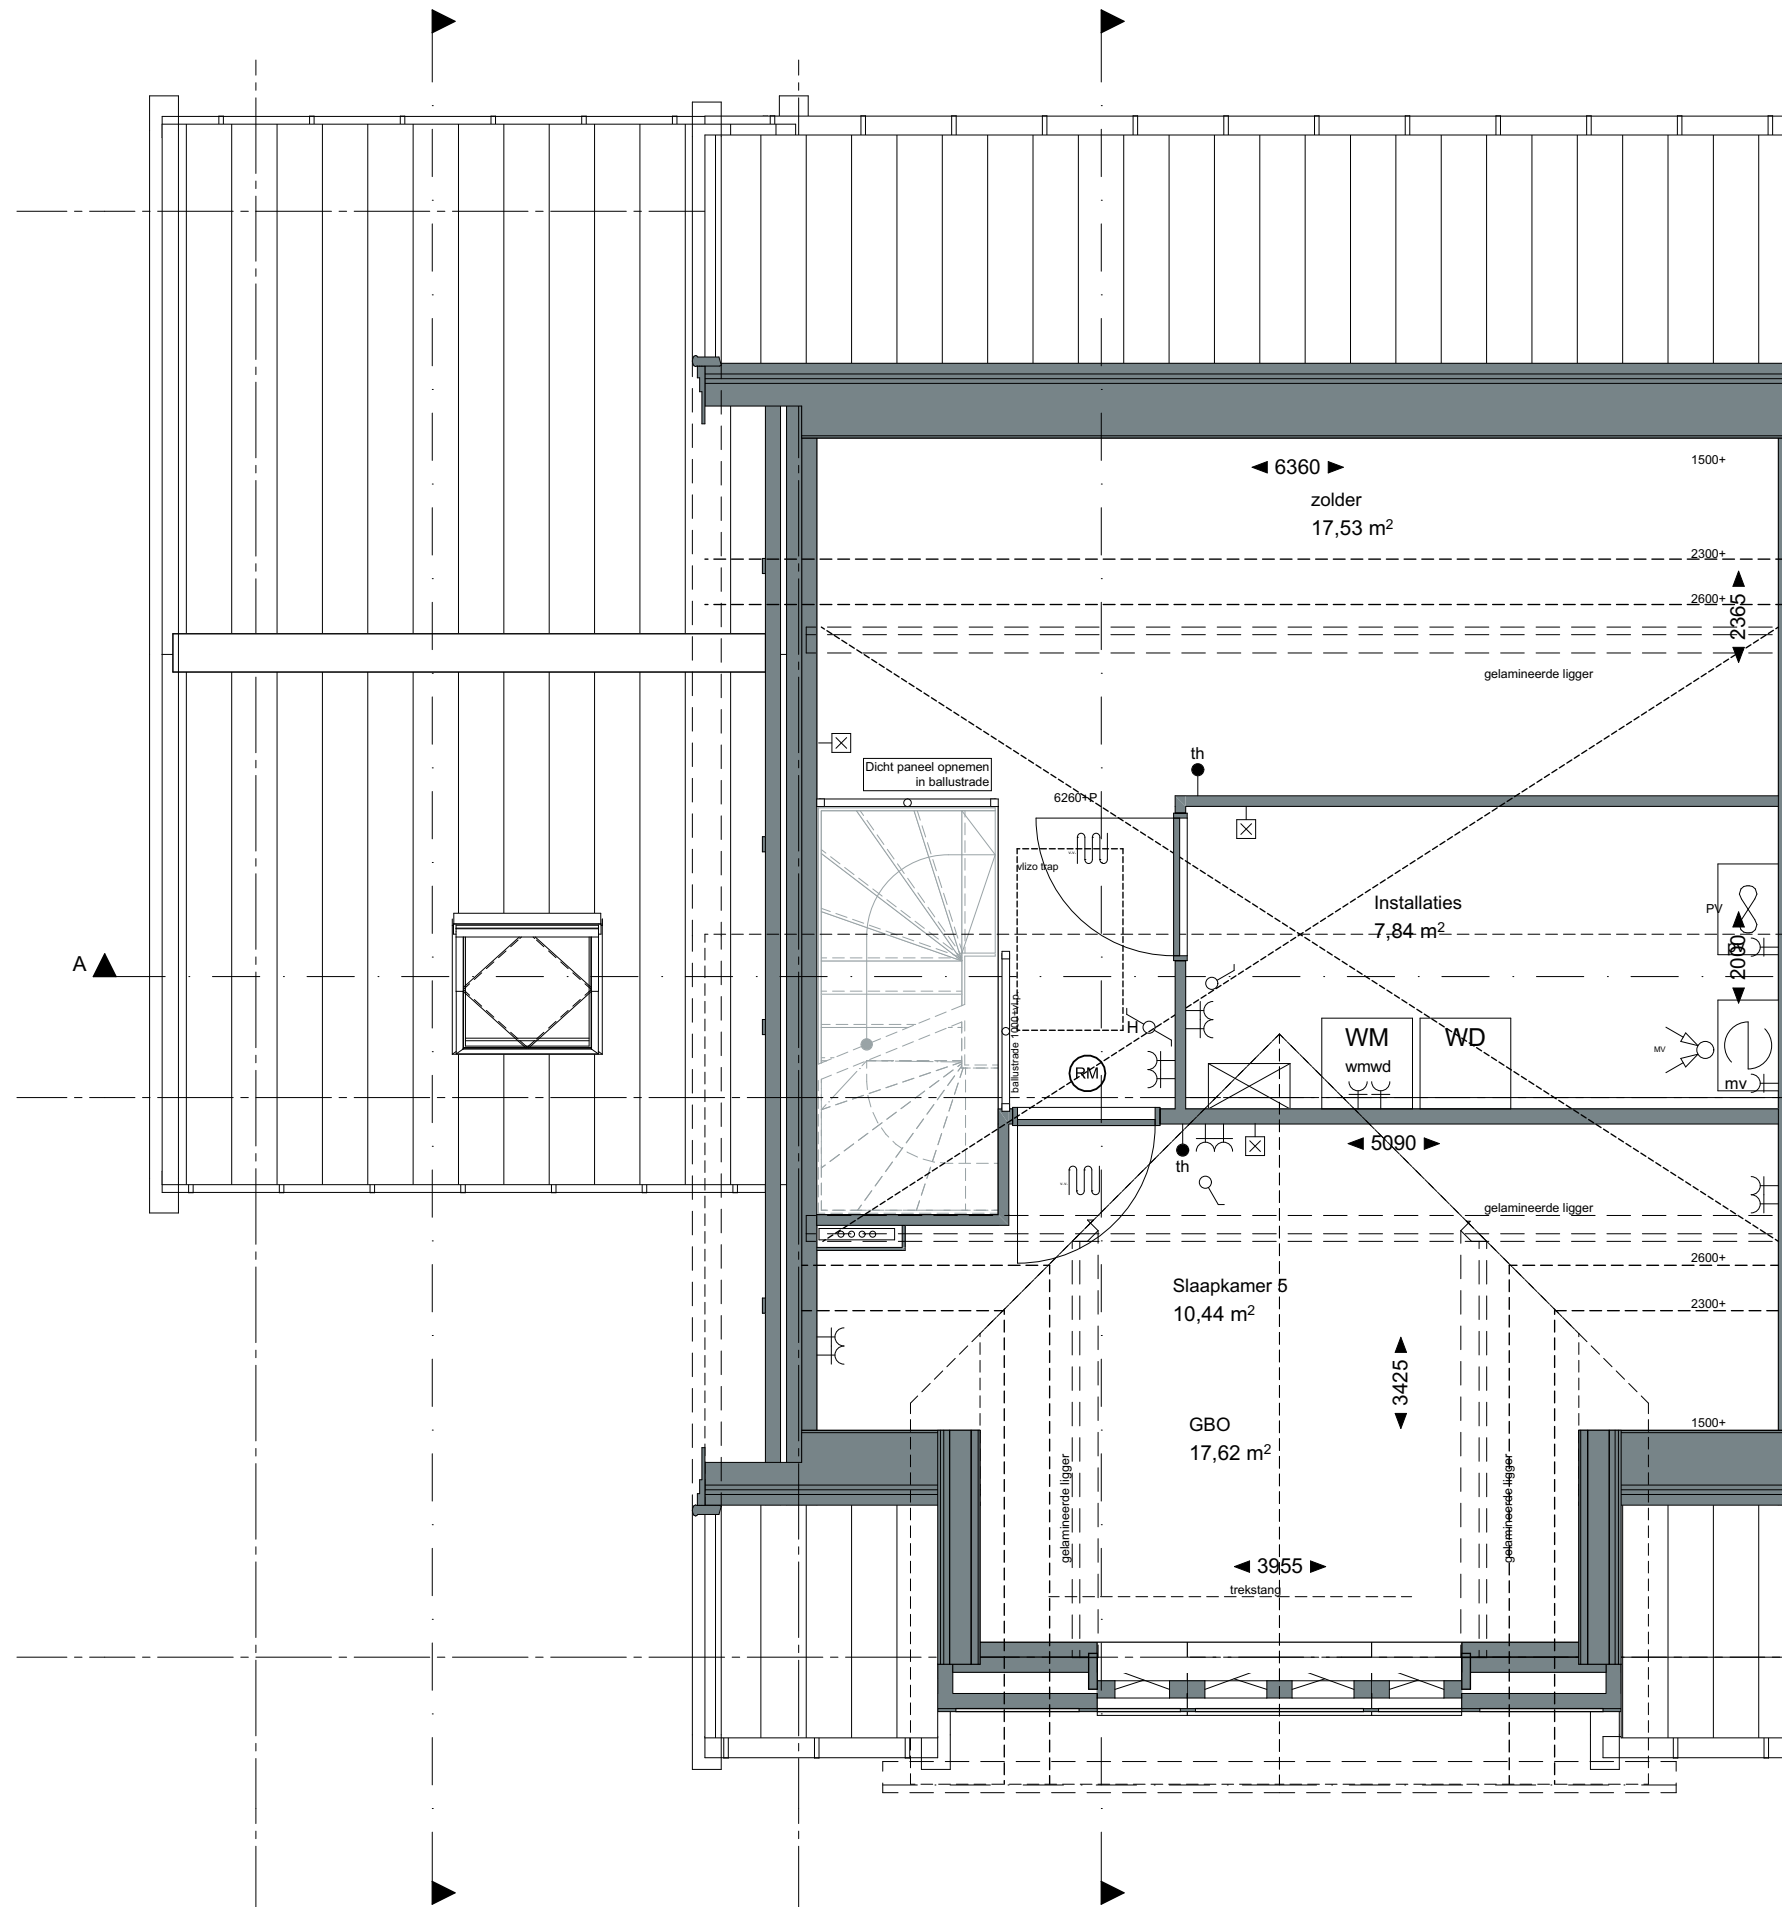 6360
1500+
zolder
17,53 m²
2300+
2600+
2365
gelamineerde ligger
th
Dicht paneel opnemen
in ballustrade
6260+P
vlizo trap
Installaties
7,84 m²
PV
2000
A
ballustrade 1000+v.l.p.
H
WM
WD
wmwd
MV
mv
RM
5090
th
gelamineerde ligger
2600+
Slaapkamer 5
10,44 m²
2300+
3425
GBO
17,62 m²
1500+
gelamineerde ligger
gelamineerde ligger
3955
trekstang